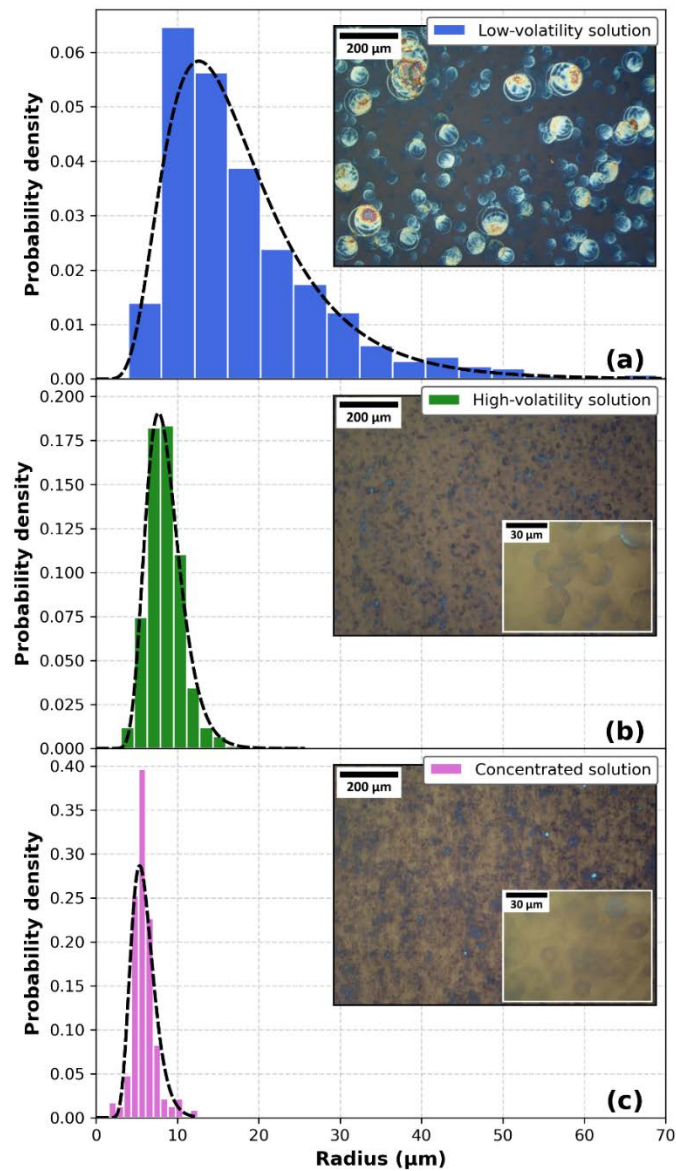 0.06
0.05
0.04
0.03
0.02
0.01
0.00
Probability density
200 μm
Low-volatility solution
(a)
0.200
0.175
0.150
0.125
0.100
0.075
0.050
0.025
0.000
Probability density
200 μm
High-volatility solution
30 μm
(b)
0.40
0.35
0.30
0.25
0.20
0.15
0.10
0.05
0.00
Probability density
200 μm
Concentrated solution
30 μm
(c)
0 10 20 30 40 50 60 70
Radius (μm)